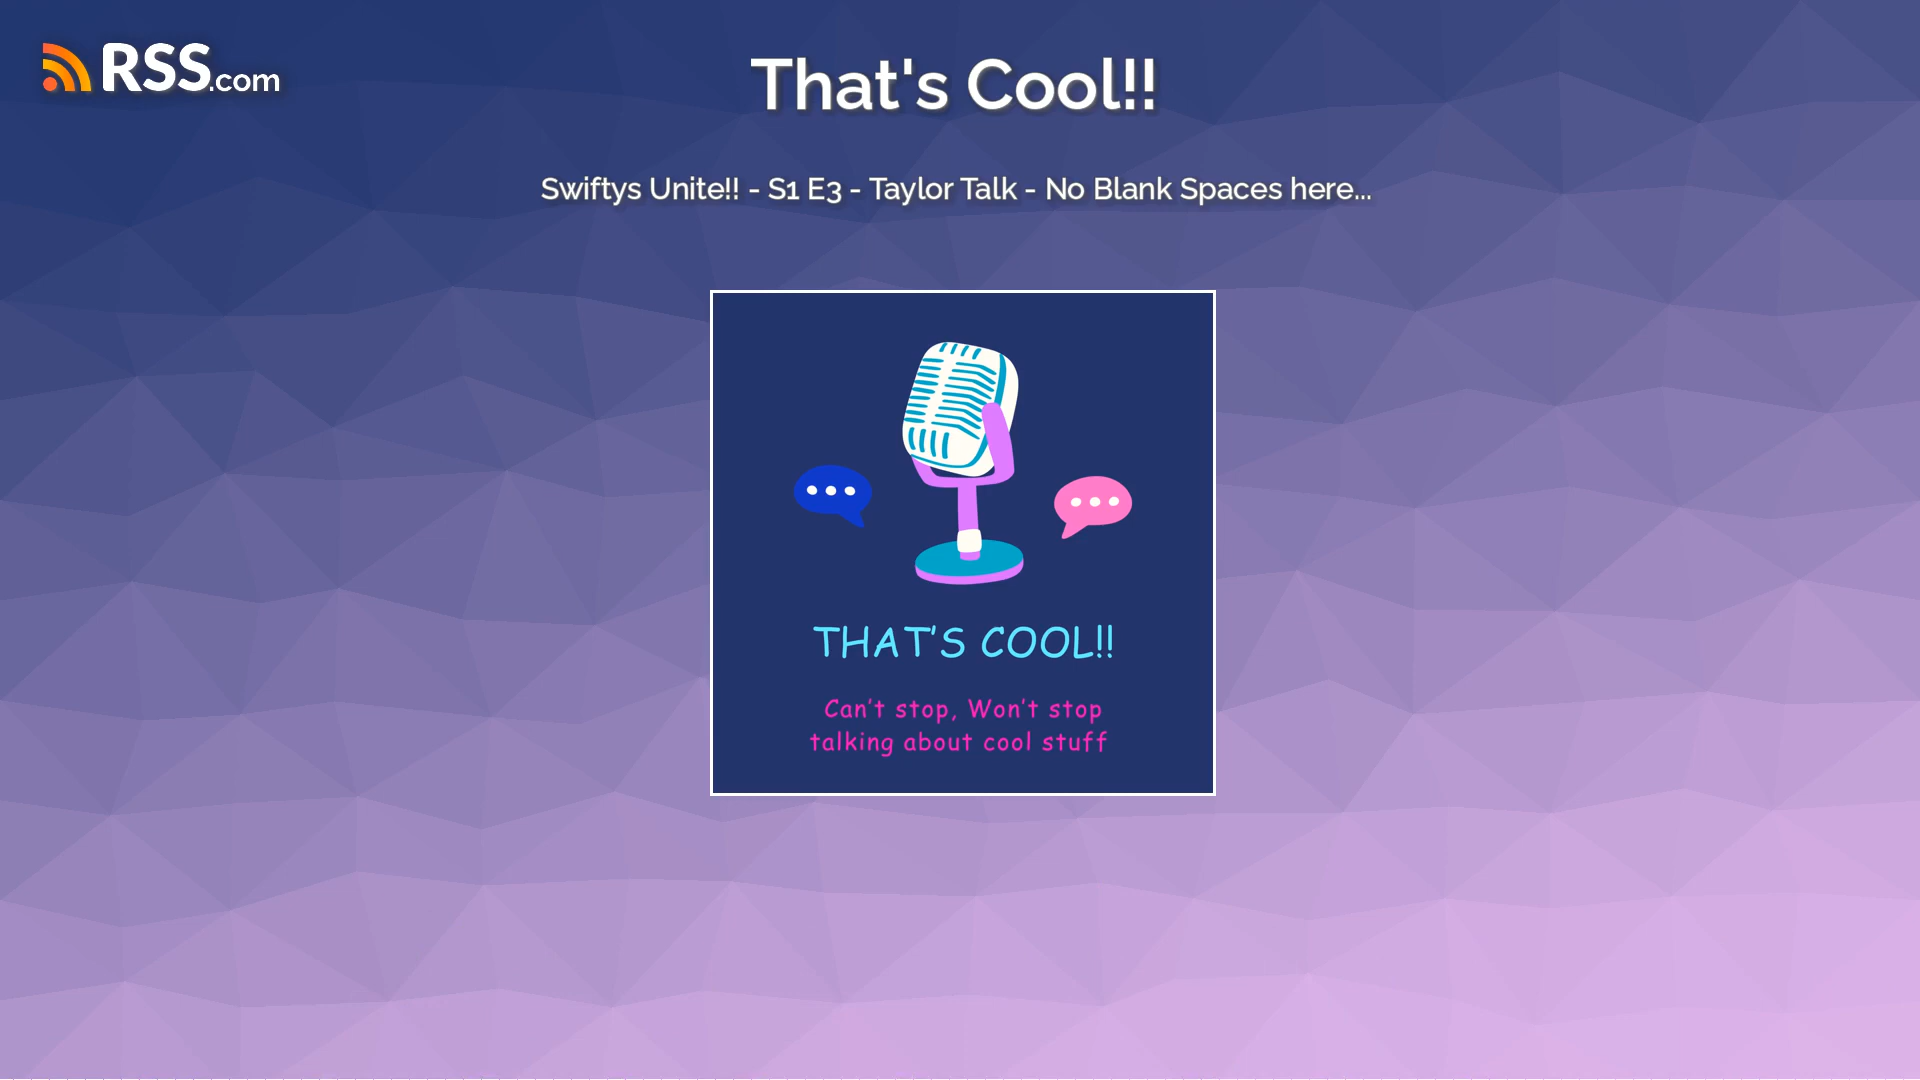 RSS.com
That's Cool!!
Swiftys Unite!! - S1 E3 - Taylor Talk - No Blank Spaces here...
THAT'S COOL!!
Can't stop, Won't stop
talking about cool stuff